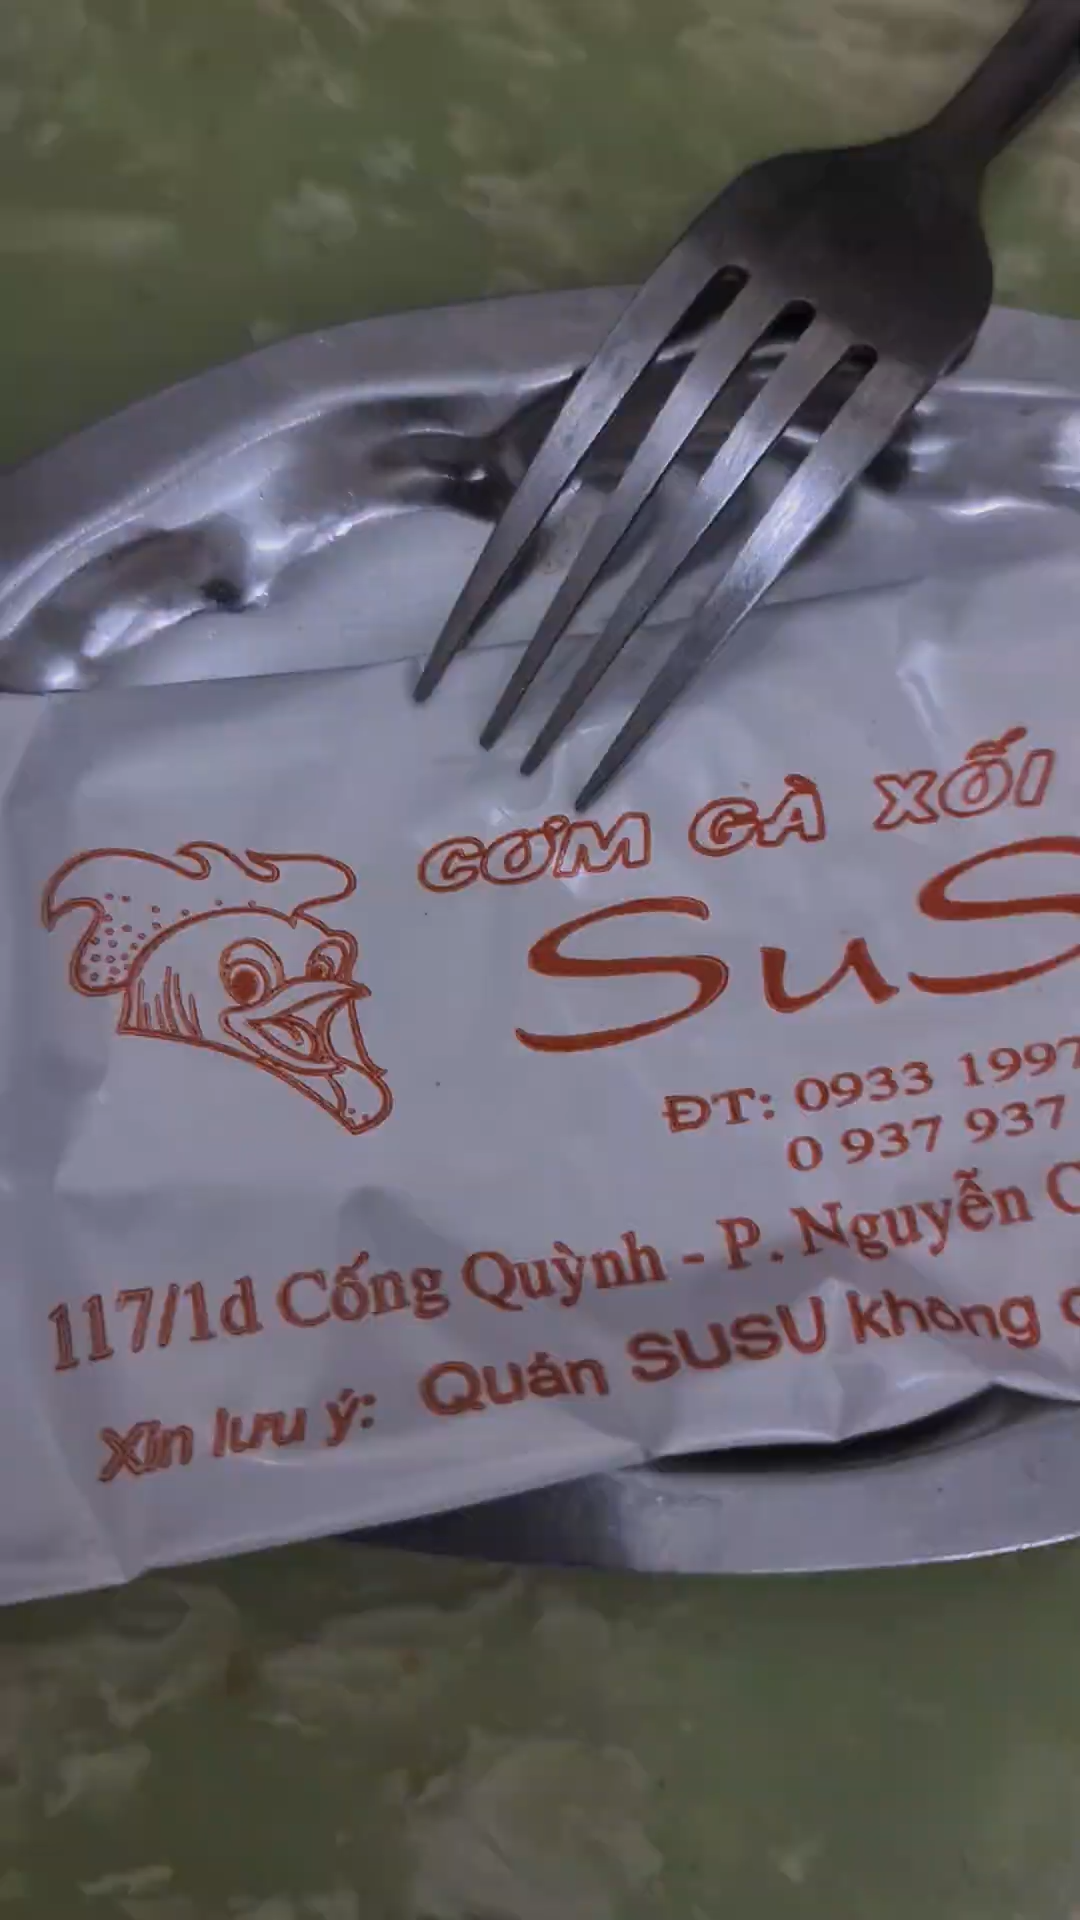 CƠM GÀ XỐI
SuS
ĐT: 0933 1997
0 937 937
117/1d Cống Quỳnh - P. Nguyễn C
Xin lưu ý: Quán SUSU không